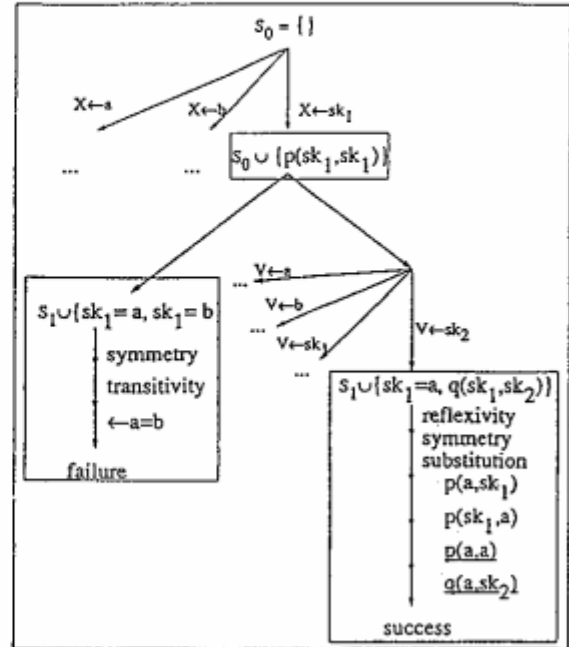 S0 = { }
X←a
X←b
X←sk1
...
...
S0 ∪ {p(sk1,sk1)}
V←a
...
V←b
...
V←sk1
...
V←sk2
S1∪{sk1= a, sk1= b
symmetry
transitivity
←a=b
failure
S1∪{sk1=a, q(sk1,sk2)}
reflexivity
symmetry
substitution
p(a,sk1)
p(sk1,a)
p(a,a)
q(a,sk2)
success